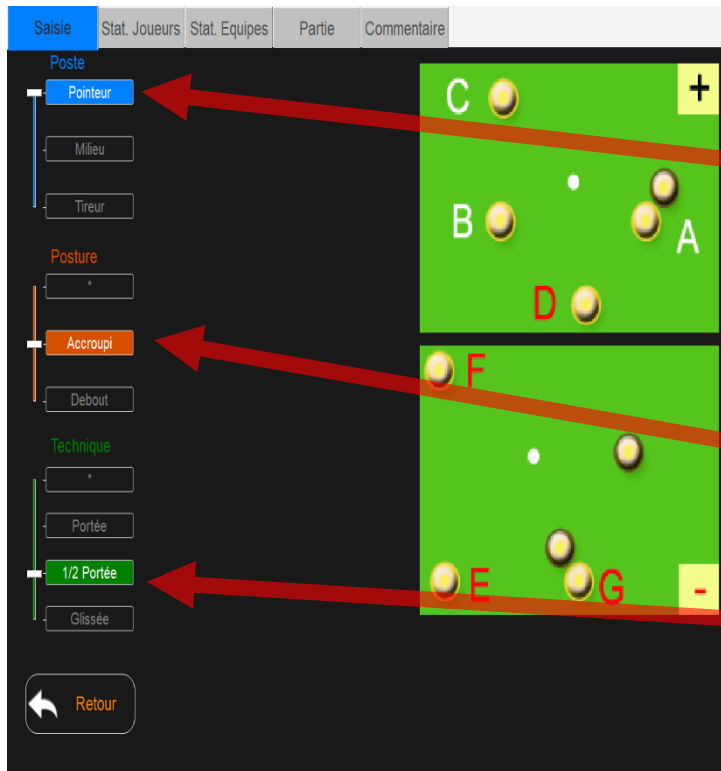 Saisie Stat. Joueurs Stat. Equipes Partie Commentaire
Poste
Pointeur
Milieu
Tireur
Posture
*
Accroupi
Debout
Technique
*
Portée
1/2 Portée
Glissée
Retour
C
+
B
A
D
F
E
G
-